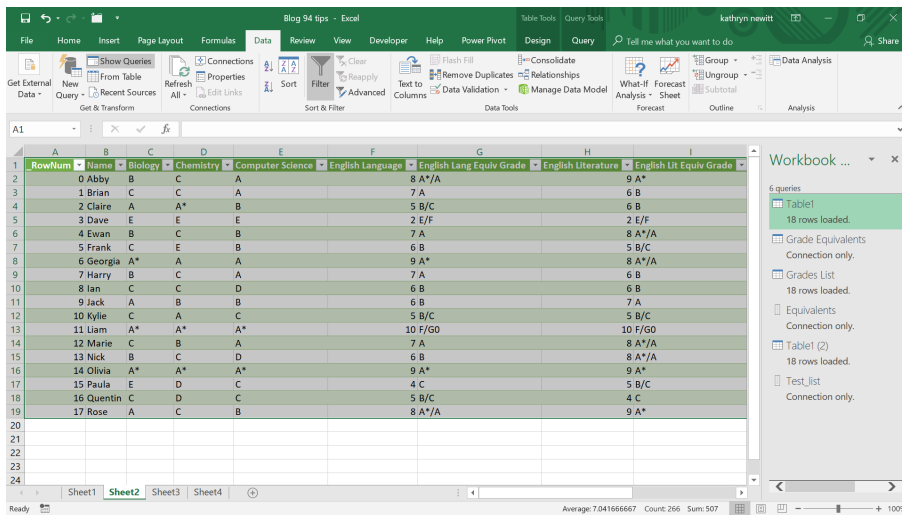 Blog 94 tips - Excel Table Tools Query Tools kathryn newitt
File Home Insert Page Layout Formulas Data Review View Developer Help Power Pivot Design Query Tell me what you want to do Share
Show Queries Connections Clear Flash Fill Consolidate Group Data Analysis
From Table Properties Reapply Remove Duplicates Relationships Ungroup
Get External Data New Query Recent Sources Refresh All Edit Links Sort Filter Advanced Text to Columns Data Validation Manage Data Model What-If Analysis Forecast Sheet Subtotal
Get & Transform Connections Sort & Filter Data Tools Forecast Outline Analysis
A1 fx
A B C D E F G H I
1 _RowNum Name Biology Chemistry Computer Science English Language English Lang Equiv Grade English Literature English Lit Equiv Grade
2 0 Abby B C A 8 A*/A 9 A*
3 1 Brian C C A 7 A 6 B
4 2 Claire A A* B 5 B/C 6 B
5 3 Dave E E E 2 E/F 2 E/F
6 4 Ewan B C B 7 A 8 A*/A
7 5 Frank C E B 6 B 5 B/C
8 6 Georgia A* A A 9 A* 8 A*/A
9 7 Harry B C A 7 A 6 B
10 8 Ian C C D 6 B 6 B
11 9 Jack A B B 6 B 7 A
12 10 Kylie C A C 5 B/C 5 B/C
13 11 Liam A* A* A* 10 F/G0 10 F/G0
14 12 Marie C B A 7 A 8 A*/A
15 13 Nick B C D 6 B 8 A*/A
16 14 Olivia A* A* A* 9 A* 9 A*
17 15 Paula E D C 4 C 5 B/C
18 16 Quentin C D C 5 B/C 4 C
19 17 Rose A C B 8 A*/A 9 A*
20
21
22
23
24
Workbook ...
6 queries
Table1
18 rows loaded.
Grade Equivalents
Connection only.
Grades List
18 rows loaded.
Equivalents
Connection only.
Table1 (2)
18 rows loaded.
Test_list
Connection only.
Sheet1 Sheet2 Sheet3 Sheet4
Ready Average: 7.041666667 Count: 266 Sum: 507 100%